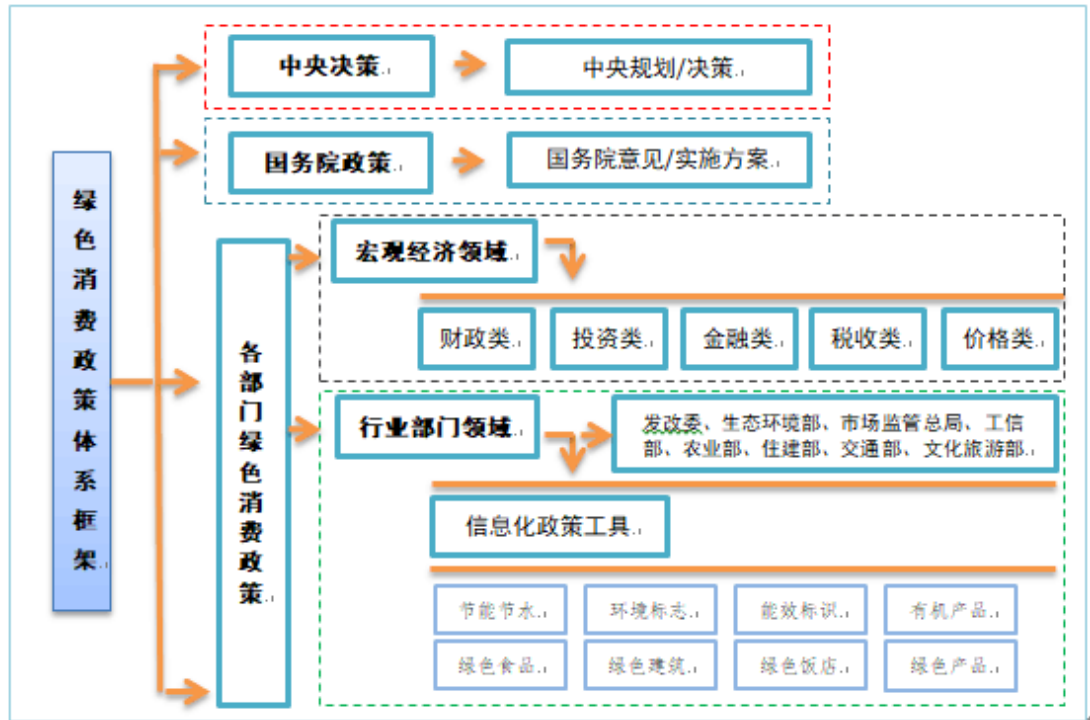 绿色消费政策体系框架
中央决策
中央规划/决策
国务院政策
国务院意见/实施方案
各部门绿色消费政策
宏观经济领域
财政类
投资类
金融类
税收类
价格类
行业部门领域
发改委、生态环境部、市场监管总局、工信
部、农业部、住建部、交通部、文化旅游部
信息化政策工具
节能节水
环境标志
能效标识
有机产品
绿色食品
绿色建筑
绿色饭店
绿色产品